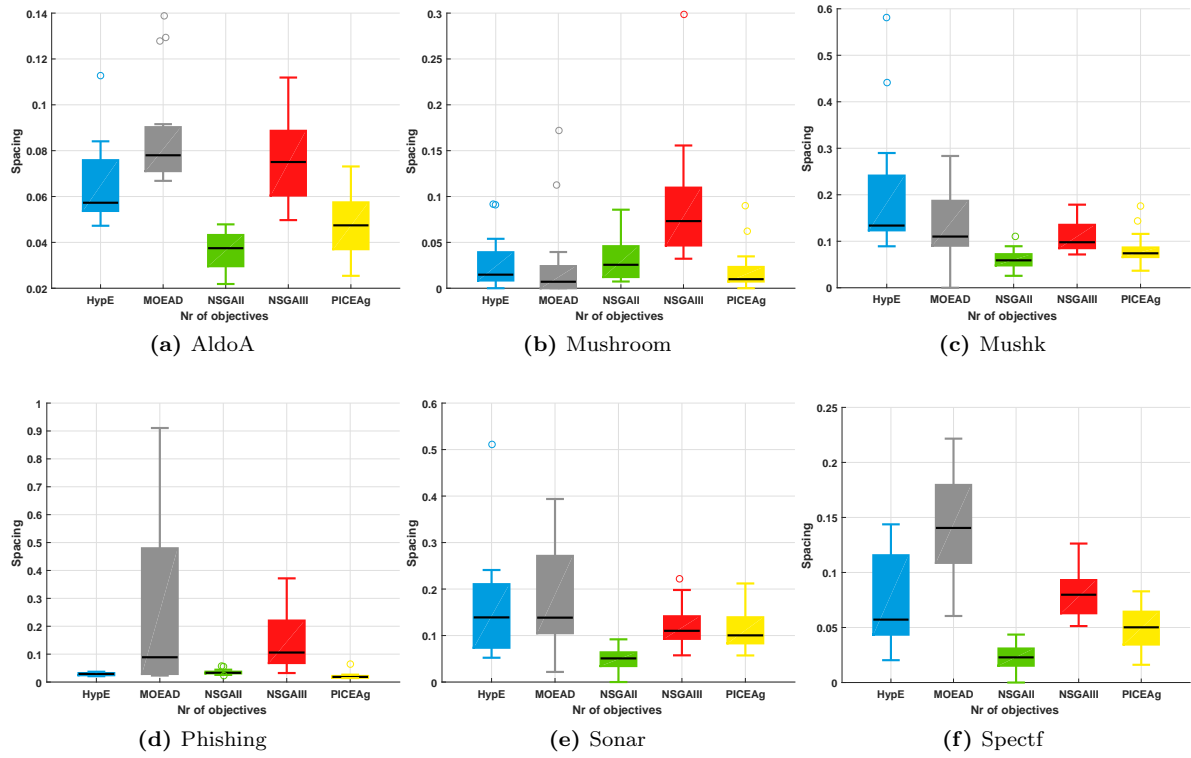 0.14
0.12
0.1
0.08
0.06
0.04
0.02
Spacing
HypE MOEAD NSGAII NSGAIII PICEAg
Nr of objectives
(a) AldoA
0.3
0.25
0.2
0.15
0.1
0.05
0
Spacing
HypE MOEAD NSGAII NSGAIII PICEAg
Nr of objectives
(b) Mushroom
0.6
0.5
0.4
0.3
0.2
0.1
0
Spacing
HypE MOEAD NSGAII NSGAIII PICEAg
Nr of objectives
(c) Mushk
1
0.9
0.8
0.7
0.6
0.5
0.4
0.3
0.2
0.1
0
Spacing
HypE MOEAD NSGAII NSGAIII PICEAg
Nr of objectives
(d) Phishing
0.6
0.5
0.4
0.3
0.2
0.1
0
Spacing
HypE MOEAD NSGAII NSGAIII PICEAg
Nr of objectives
(e) Sonar
0.25
0.2
0.15
0.1
0.05
0
Spacing
HypE MOEAD NSGAII NSGAIII PICEAg
Nr of objectives
(f) Spectf